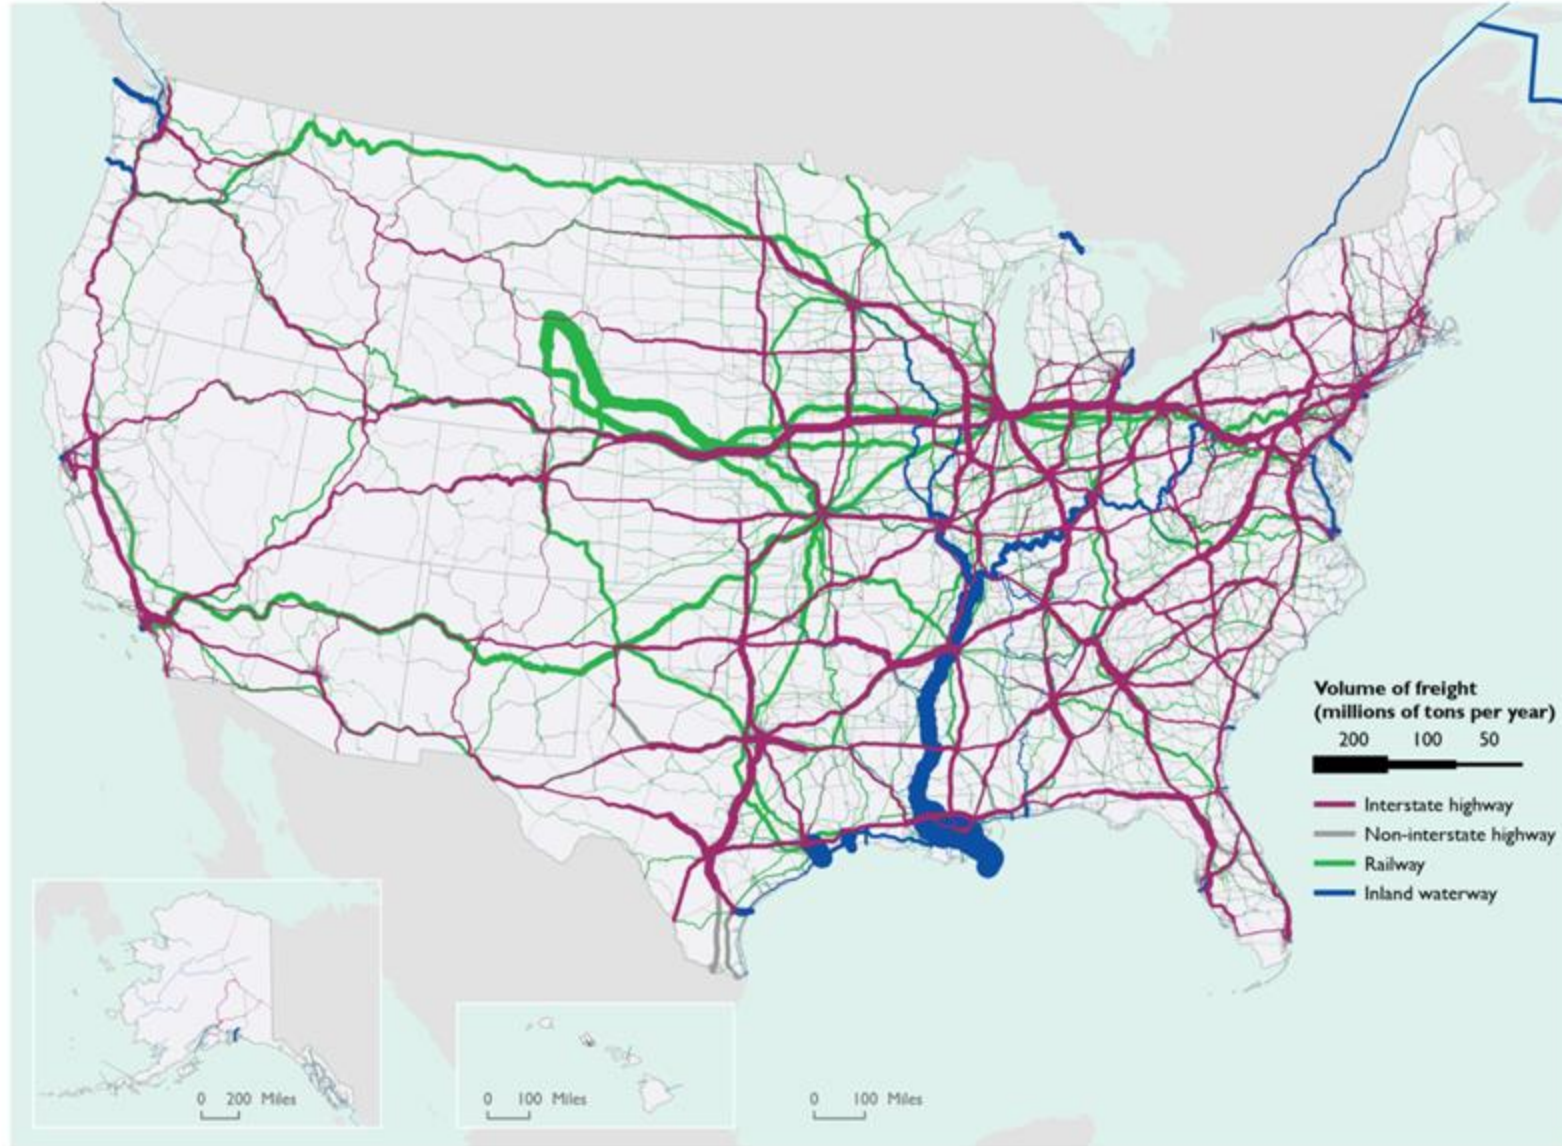 Volume of freight
(millions of tons per year)
200 100 50
Interstate highway
Non-interstate highway
Railway
Inland waterway
0 200 Miles
0 100 Miles
0 100 Miles